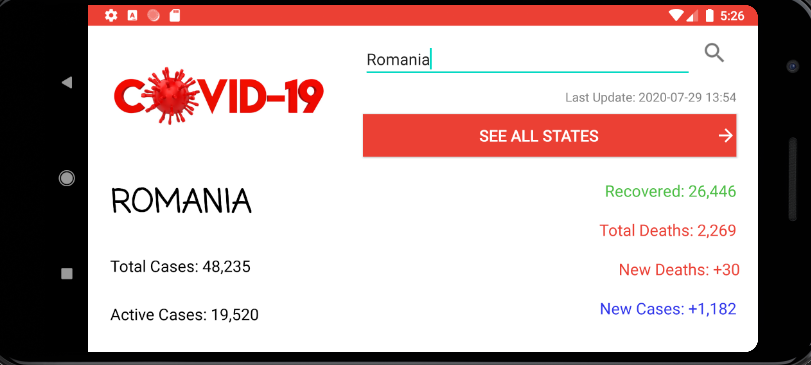 5:26
COVID-19
Romania
Last Update: 2020-07-29 13:54
SEE ALL STATES
ROMANIA
Total Cases: 48,235
Active Cases: 19,520
Recovered: 26,446
Total Deaths: 2,269
New Deaths: +30
New Cases: +1,182